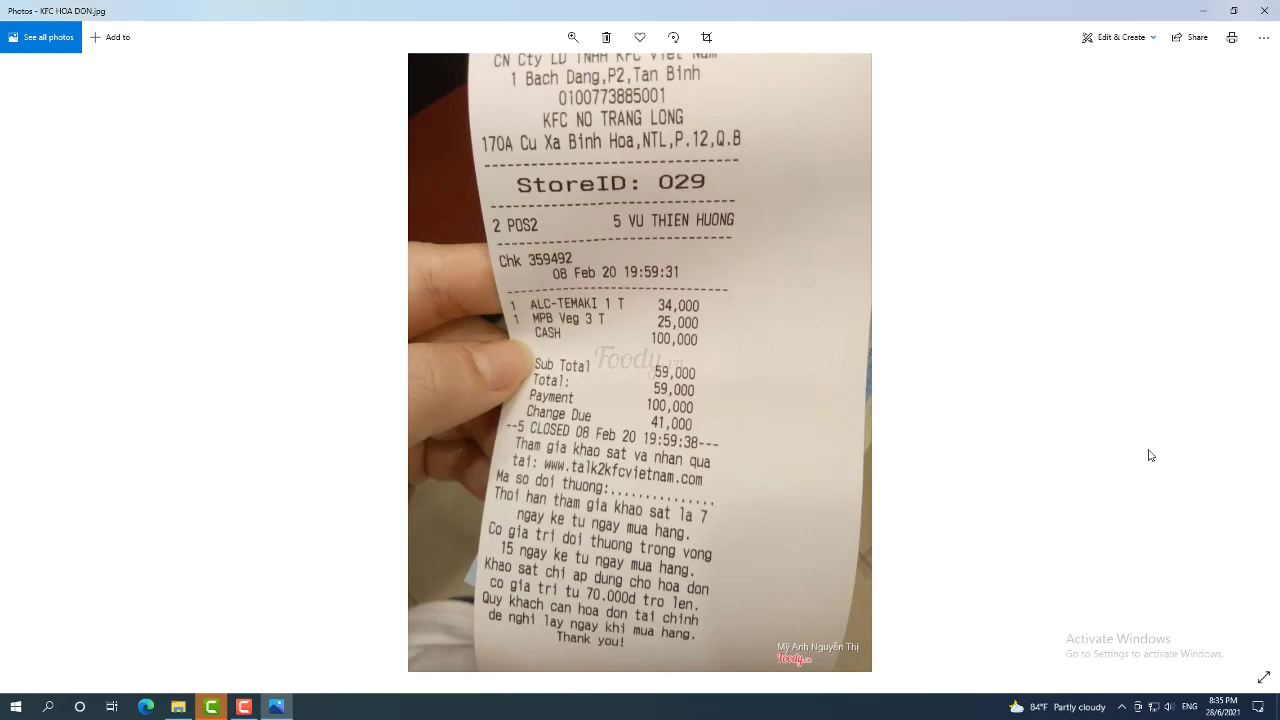 Photos - KFC HOA DON.jpg
See all photos
Add to
Edit & Create
Share
CN Cty LD TNHH KFC Viet Nam
1 Bach Dang,P2,Tan Binh
0100773885001
KFC NO TRANG LONG
170A Cu Xa Binh Hoa,NTL,P.12,Q.B
StoreID: 029
2 POS2 5 VU THIEN HUONG
Chk 359492
08 Feb 20 19:59:31
1 ALC-TEMAKI 1 T 34,000
1 MPB Veg 3 T 25,000
CASH 100,000
Foody.vn
Sub Total 59,000
Total: 59,000
Payment 100,000
Change Due 41,000
--5 CLOSED 08 Feb 20 19:59:38---
Tham gia khao sat va nhan qua
tai: www.talk2kfcvietnam.com
Ma so doi thuong:...............
Thoi han tham gia khao sat la 7
ngay ke tu ngay mua hang.
Co gia tri doi thuong trong vong
15 ngay ke tu ngay mua hang.
Khao sat chi ap dung cho hoa don
co gia tri tu 70.000d tro len.
Quy khach can hoa don tai chinh
de nghi lay ngay khi mua hang.
Thank you!
Mỹ Anh Nguyễn Thị
Foody.vn
Activate Windows
Go to Settings to activate Windows.
84°F Partly cloudy
ENG
8:35 PM
28/6/2021